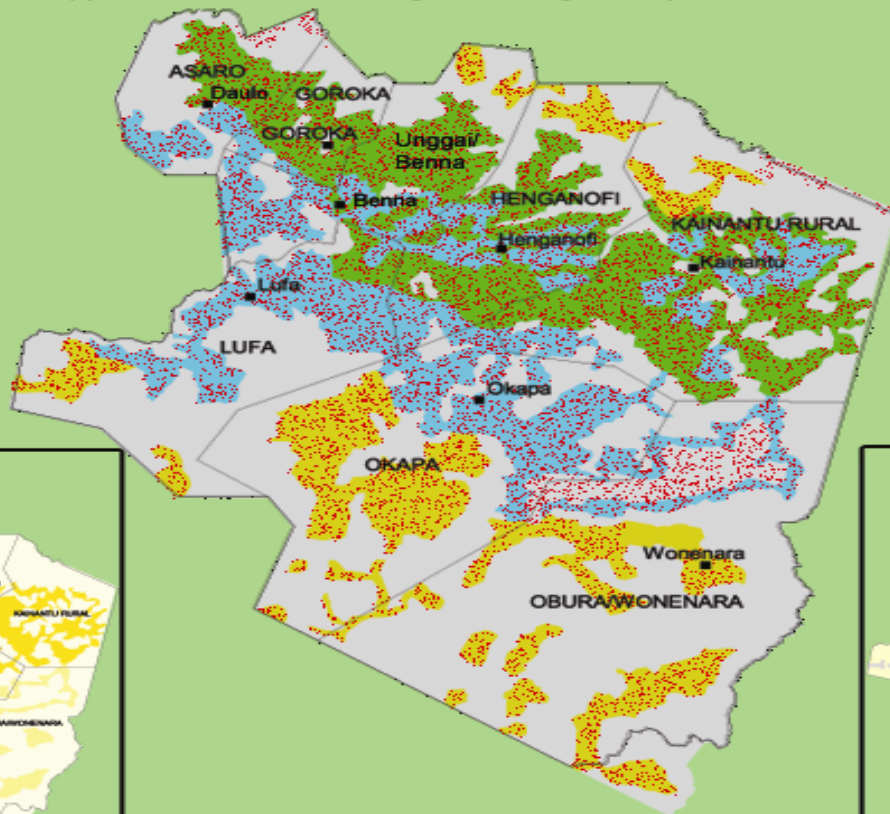 ASARO
Daulo
GOROKA
GOROKA
Unggai/
Benna
Benna
HENGANOFI
Henganofi
KAINANTU RURAL
Kainantu
Lufa
LUFA
Okapa
OKAPA
Wonenara
OBURA/WONENARA
KAINANTU RURAL